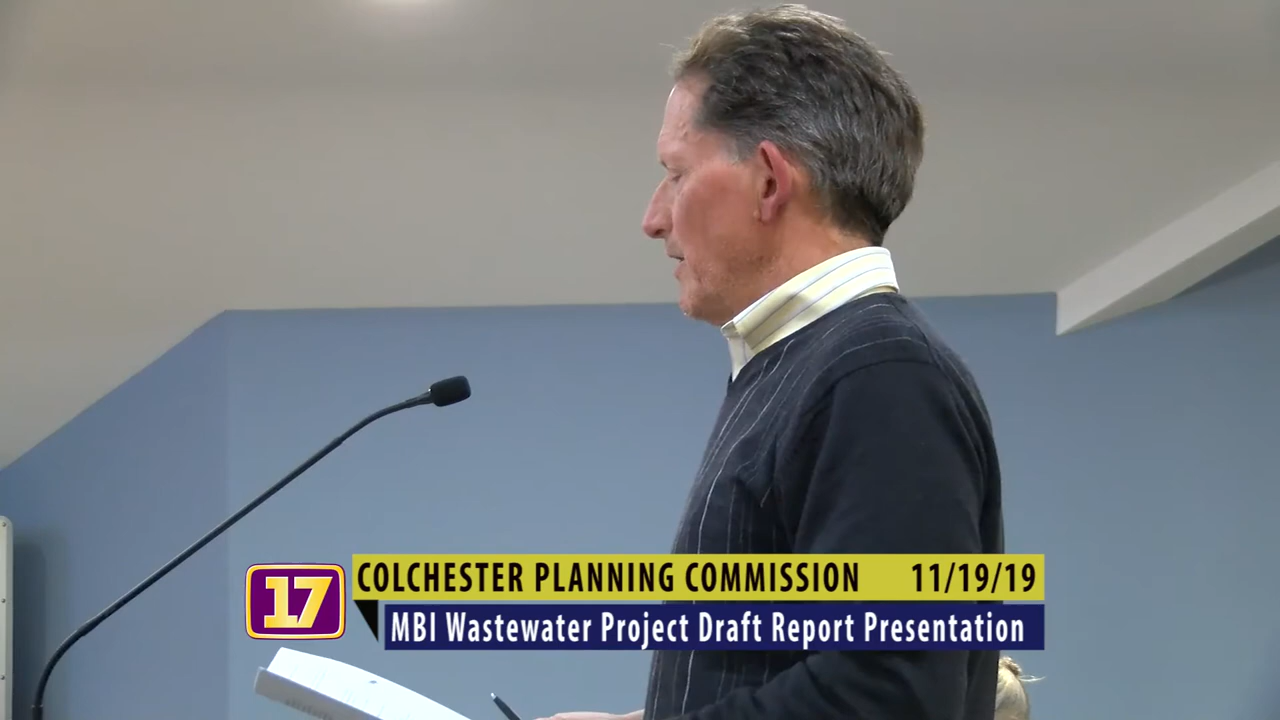 17
COLCHESTER PLANNING COMMISSION 11/19/19
MBI Wastewater Project Draft Report Presentation